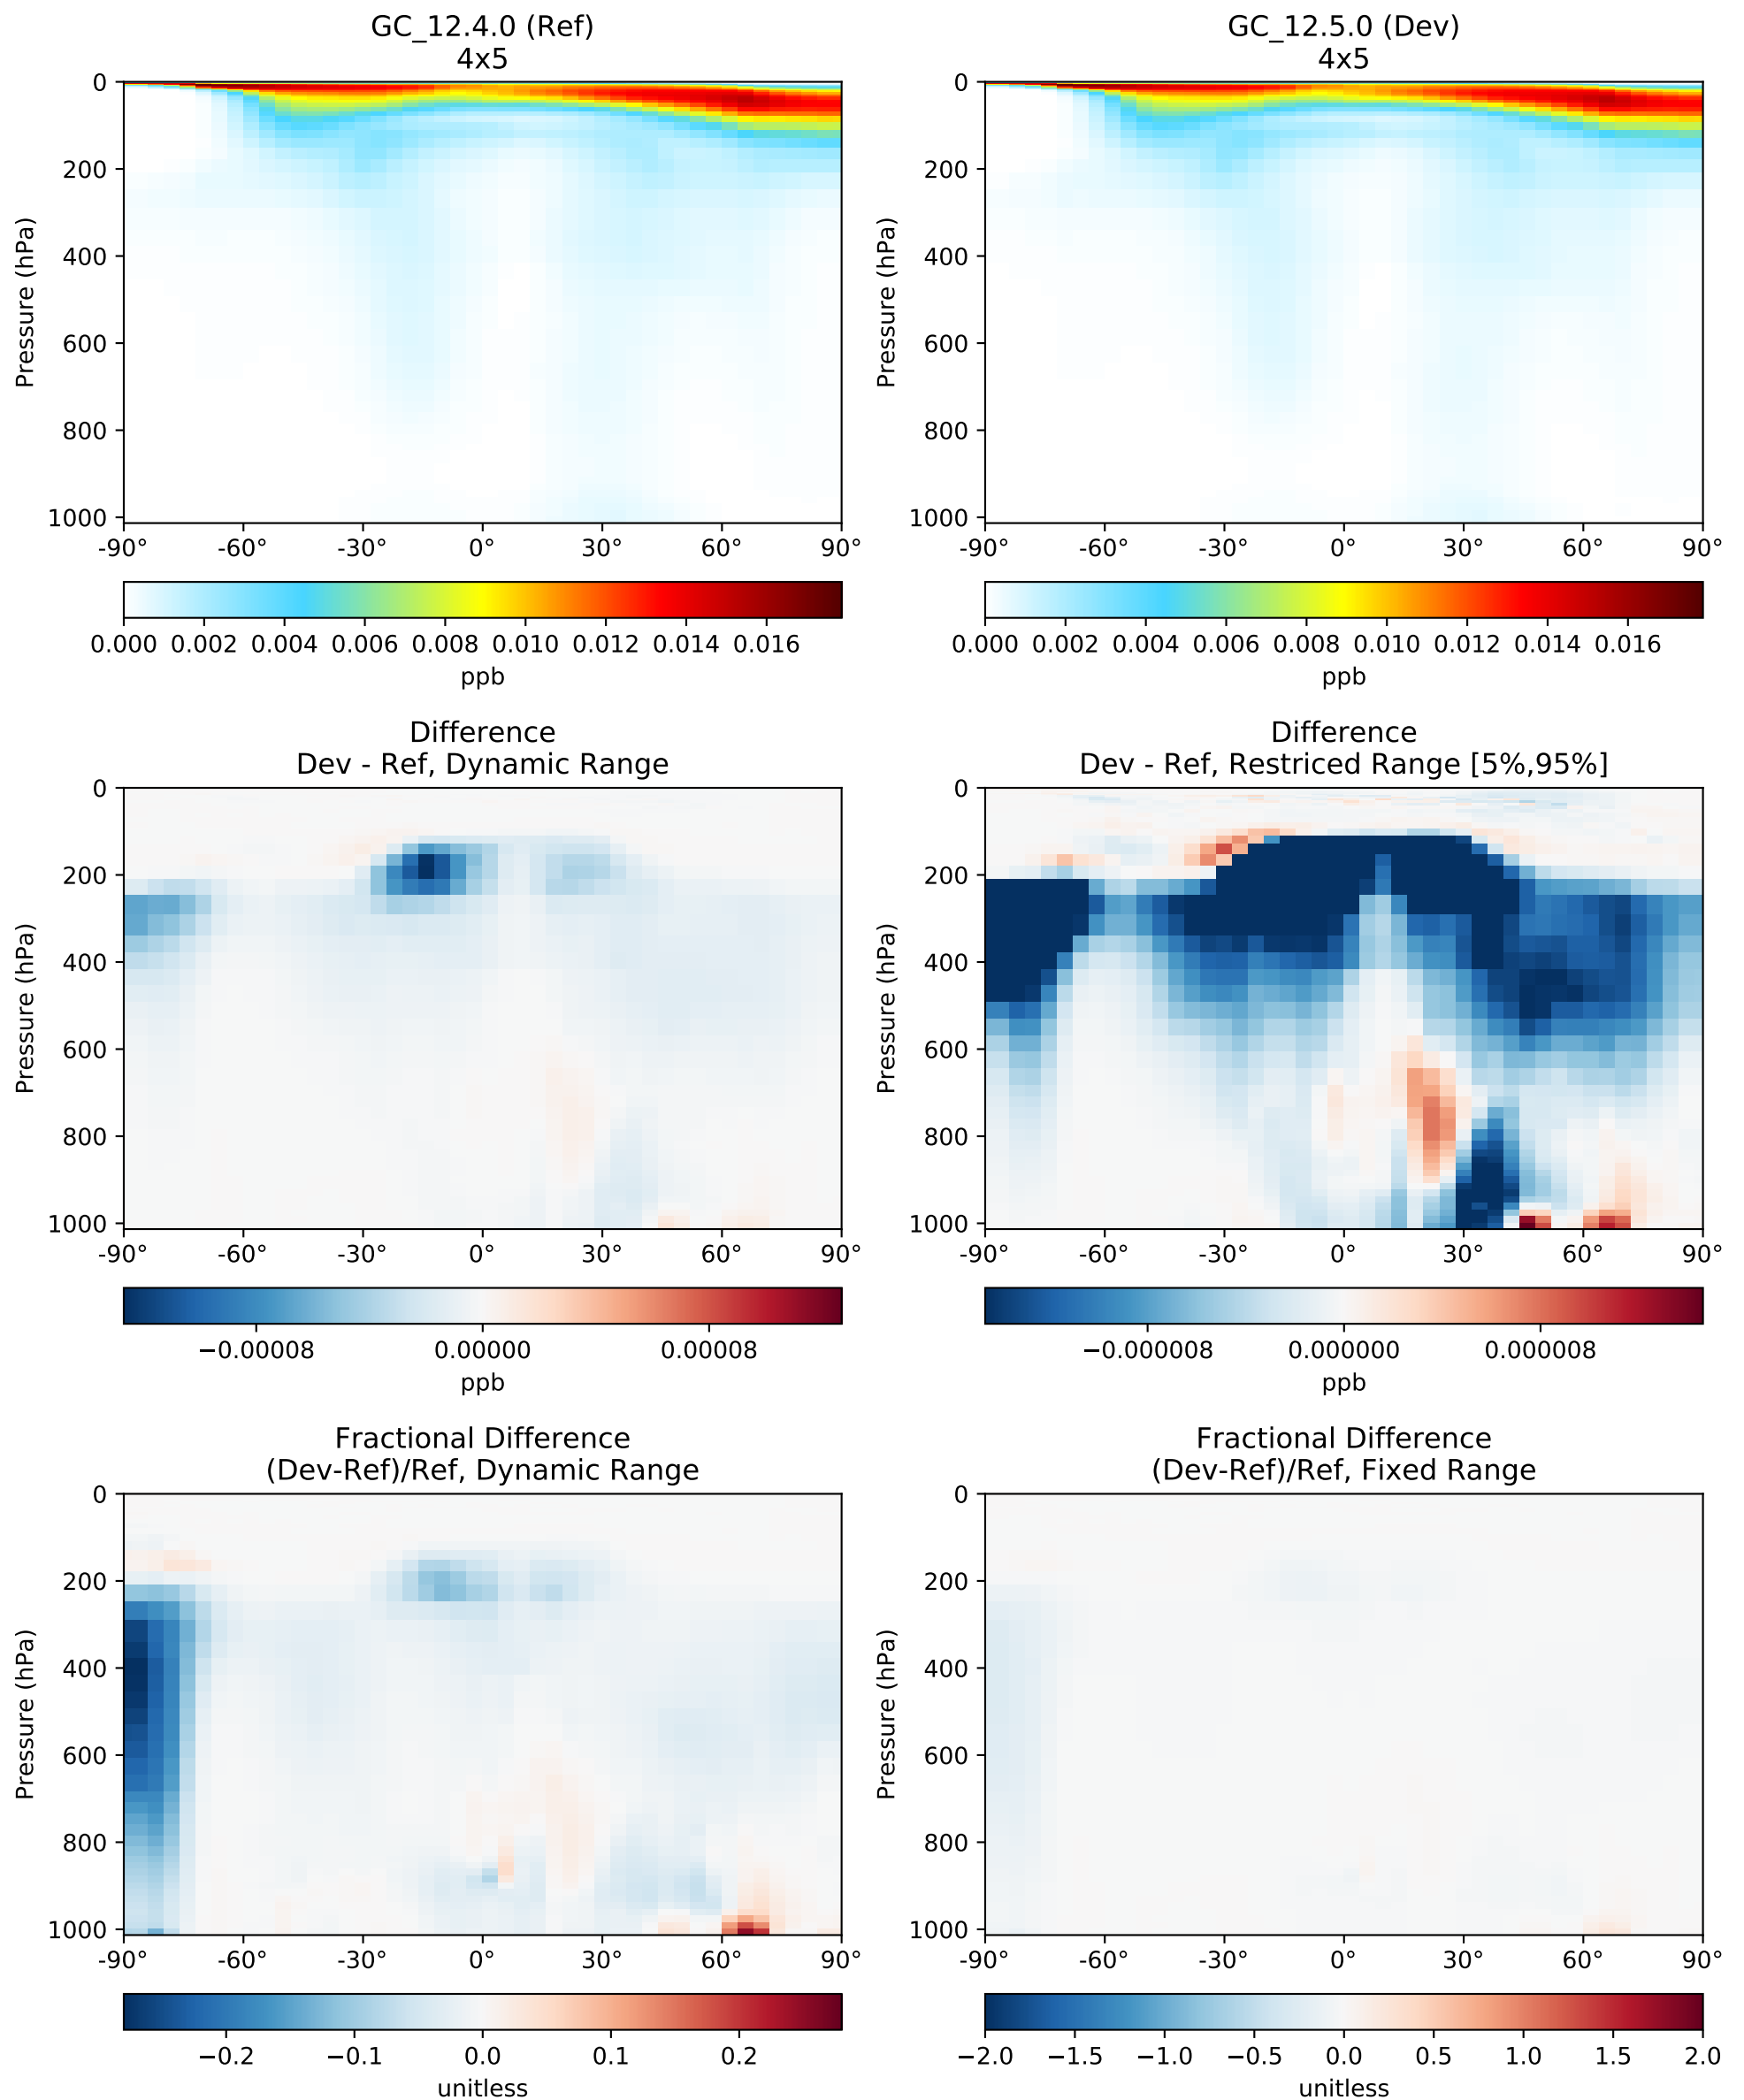 GC_12.4.0 (Ref)
4x5
0
200
400
600
800
1000
Pressure (hPa)
-90° -60° -30° 0° 30° 60° 90°
0.000 0.002 0.004 0.006 0.008 0.010 0.012 0.014 0.016
ppb
GC_12.5.0 (Dev)
4x5
0
200
400
600
800
1000
Pressure (hPa)
-90° -60° -30° 0° 30° 60° 90°
0.000 0.002 0.004 0.006 0.008 0.010 0.012 0.014 0.016
ppb
Difference
Dev - Ref, Dynamic Range
0
200
400
600
800
1000
Pressure (hPa)
-90° -60° -30° 0° 30° 60° 90°
−0.00008 0.00000 0.00008
ppb
Difference
Dev - Ref, Restriced Range [5%,95%]
0
200
400
600
800
1000
Pressure (hPa)
-90° -60° -30° 0° 30° 60° 90°
−0.000008 0.000000 0.000008
ppb
Fractional Difference
(Dev-Ref)/Ref, Dynamic Range
0
200
400
600
800
1000
Pressure (hPa)
-90° -60° -30° 0° 30° 60° 90°
−0.2 −0.1 0.0 0.1 0.2
unitless
Fractional Difference
(Dev-Ref)/Ref, Fixed Range
0
200
400
600
800
1000
Pressure (hPa)
-90° -60° -30° 0° 30° 60° 90°
−2.0 −1.5 −1.0 −0.5 0.0 0.5 1.0 1.5 2.0
unitless